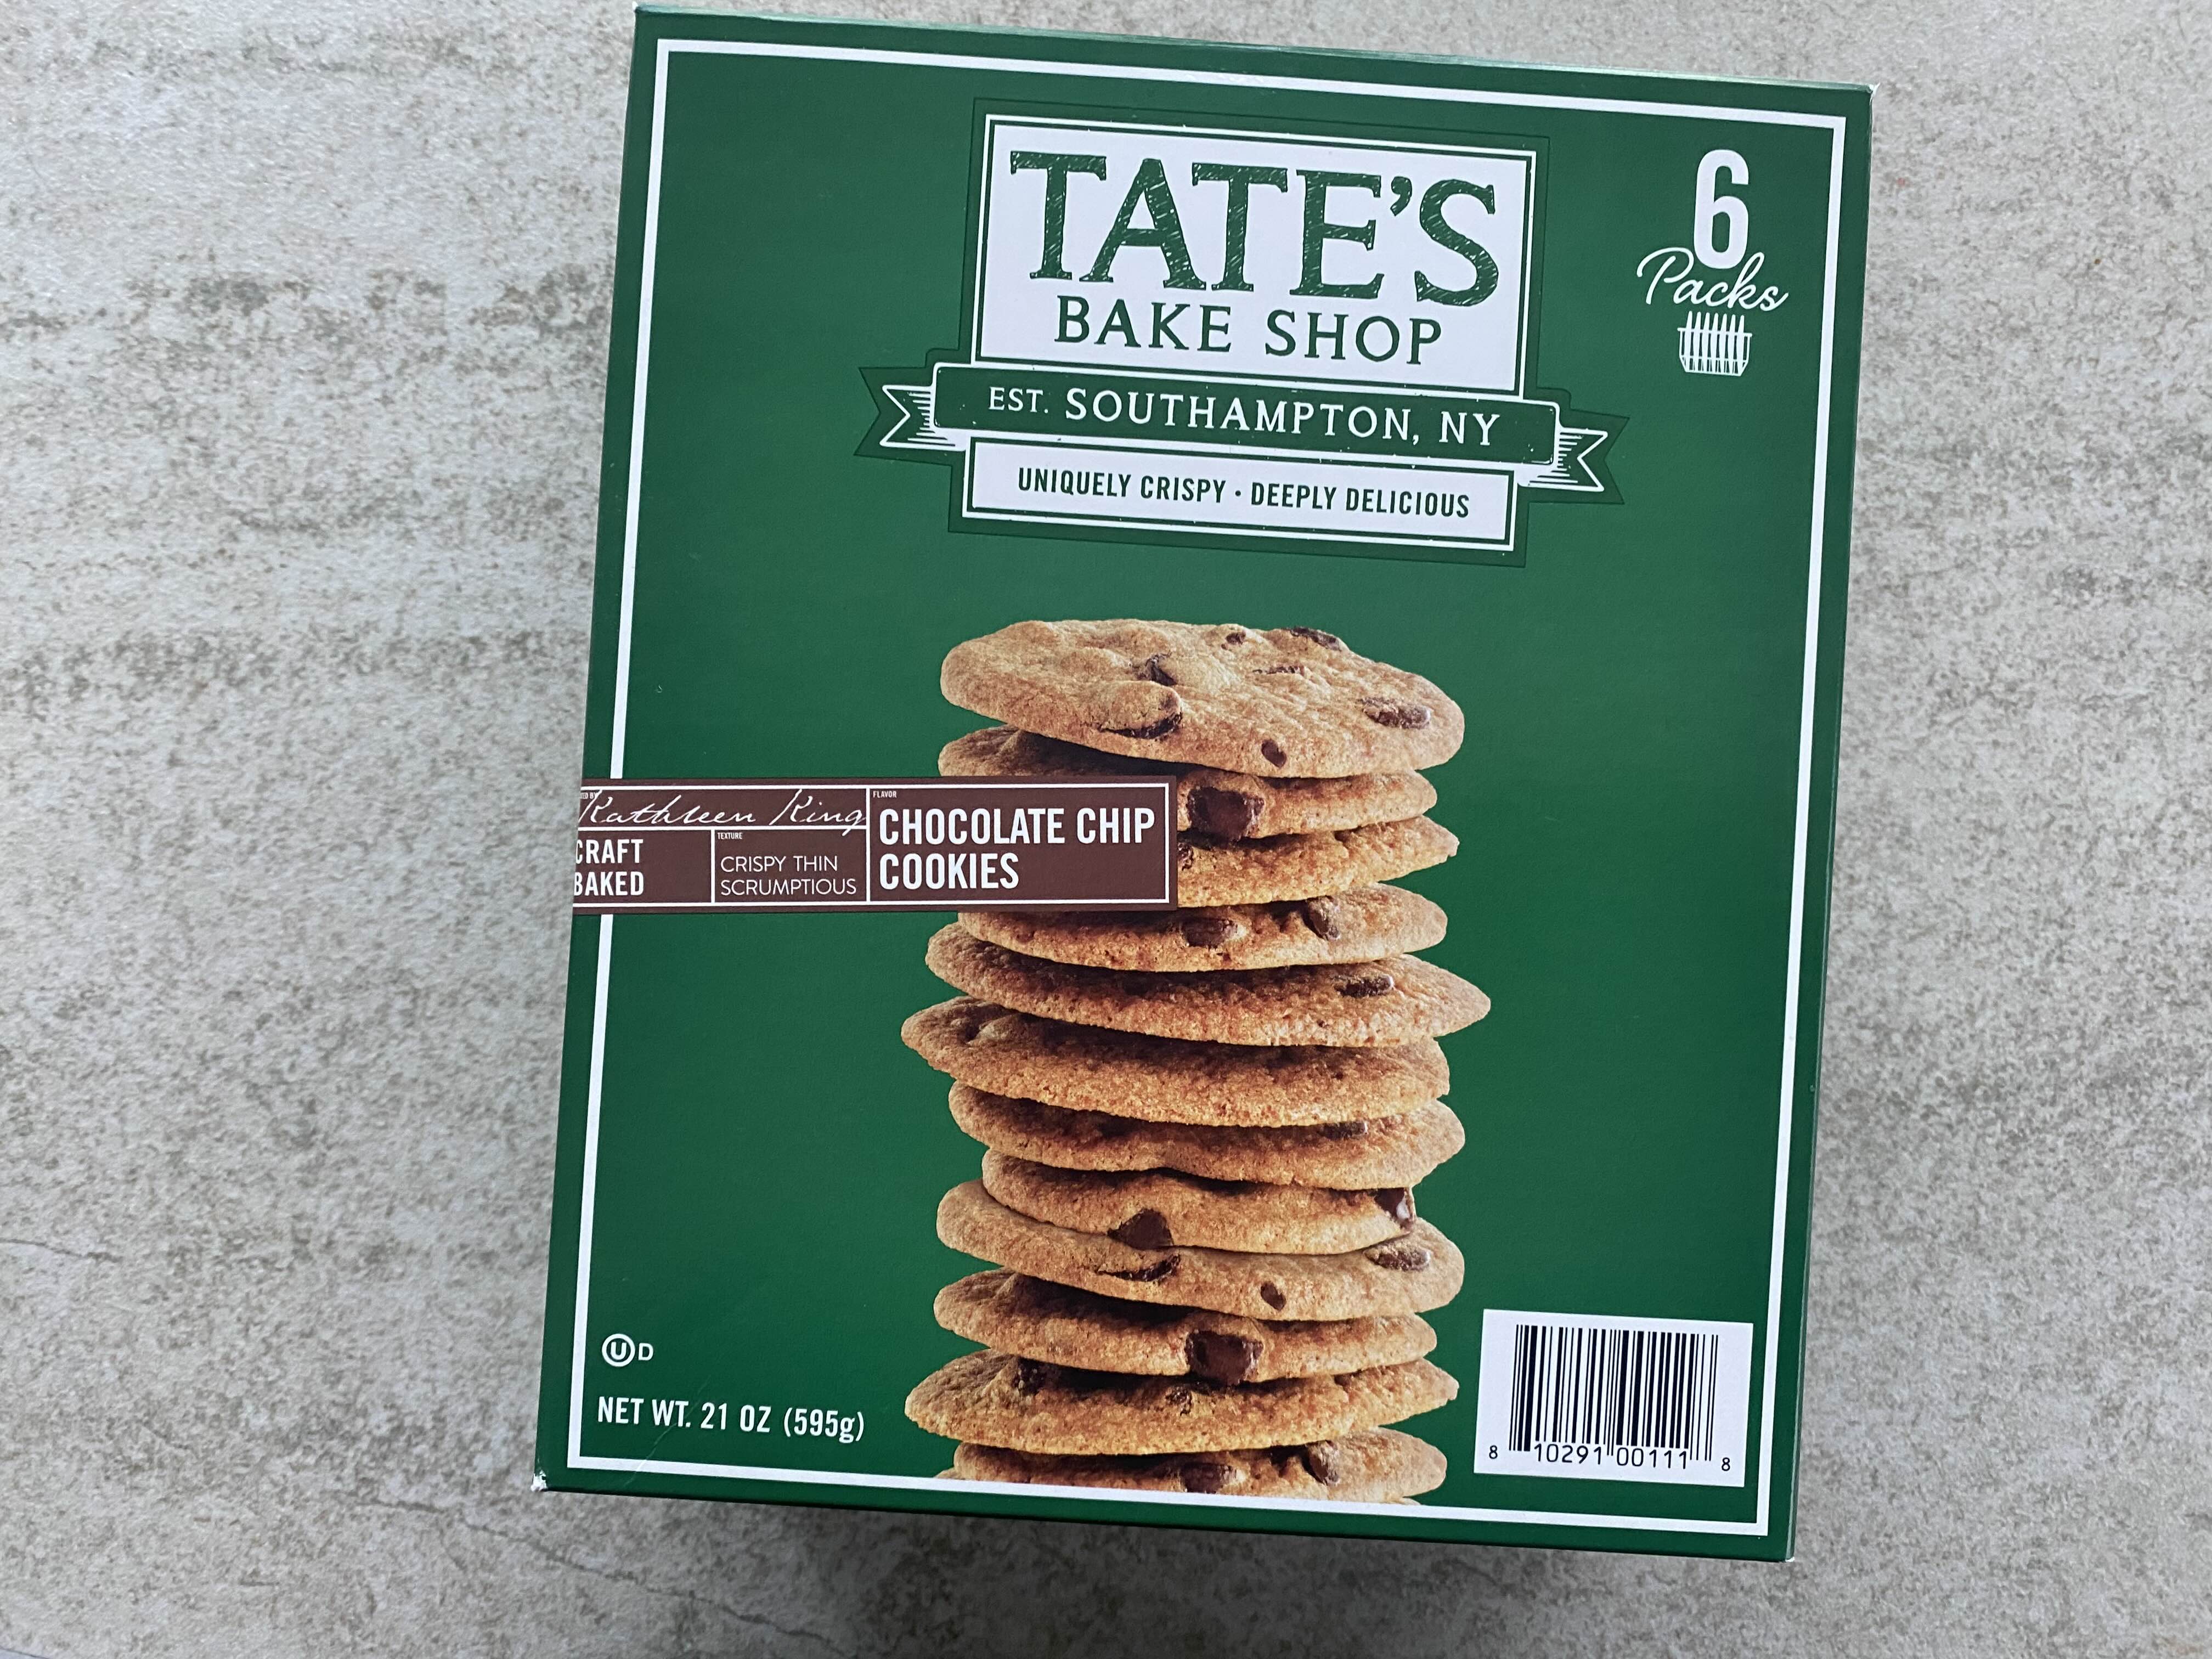 TATE'S
BAKE SHOP
EST. SOUTHAMPTON, NY
UNIQUELY CRISPY · DEEPLY DELICIOUS
6
Packs
Kathleen King
CRAFT
BAKED
TEXTURE
CRISPY THIN
SCRUMPTIOUS
FLAVOR
CHOCOLATE CHIP
COOKIES
U D
NET WT. 21 OZ (595g)
8 10291 00111 8